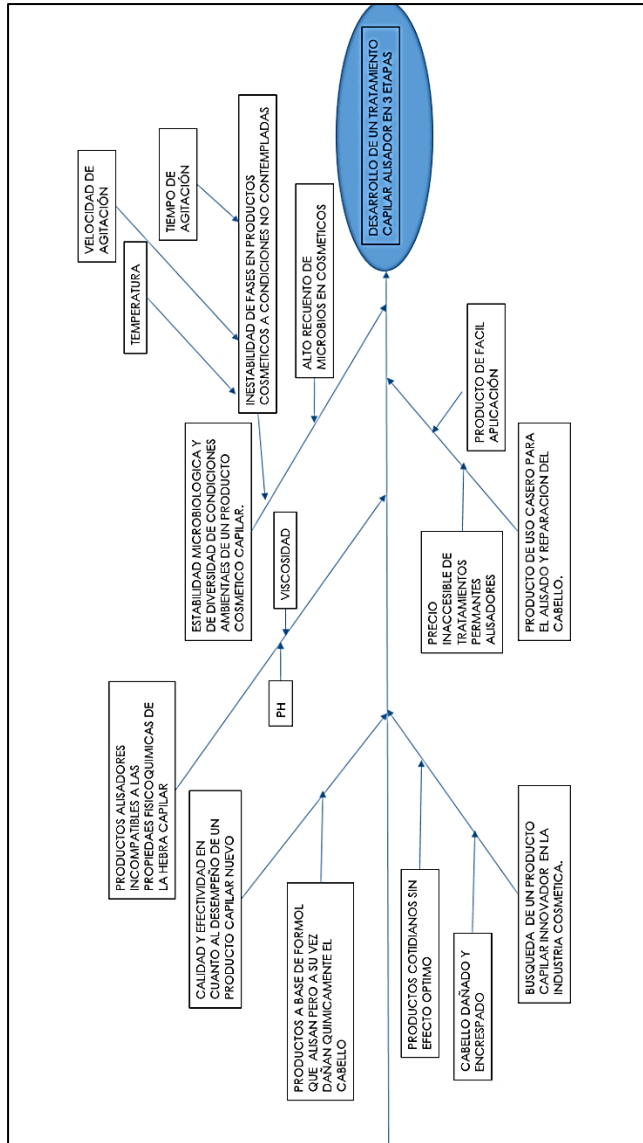 PRODUCTOS ALISADORES
INCOMPATIBLES A LAS
PROPIEDAES FISICOQUIMICAS DE
LA HEBRA CAPILAR
PH
VISCOSIDAD
CALIDAD Y EFECTIVIDAD EN
CUANTO AL DESEMPEÑO DE UN
PRODUCTO CAPILAR NUEVO
PRODUCTOS A BASE DE FORMOL
QUE ALISAN PERO A SU VEZ
DAÑAN QUIMICAMENTE EL
CABELLO
ESTABILIDAD MICROBIOLOGICA Y
DE DIVERSIDAD DE CONDICIONES
AMBIENTAES DE UN PRODUCTO
COSMETICO CAPILAR.
TEMPERATURA
VELOCIDAD DE
AGITACIÓN
TIEMPO DE
AGITACIÓN
INESTABILIDAD DE FASES EN PRODUCTOS
COSMETICOS A CONDICIONES NO CONTEMPLADAS
ALTO RECUENTO DE
MICROBIOS EN COSMETICOS
DESARROLLO DE UN TRATAMIENTO
CAPILAR ALISADOR EN 3 ETAPAS
PRODUCTOS COTIDIANOS SIN
EFECTO OPTIMO
CABELLO DAÑADO Y
ENCRESPADO
BUSQUEDA DE UN PRODUCTO
CAPILAR INNOVADOR EN LA
INDUSTRIA COSMETICA.
PRODUCTO DE FACIL
APLICACIÓN
PRECIO
INACCESIBLE DE
TRATAMIENTOS
PERMANTES
ALISADORES
PRODUCTO DE USO CASERO PARA
EL ALISADO Y REPARACION DEL
CABELLO.